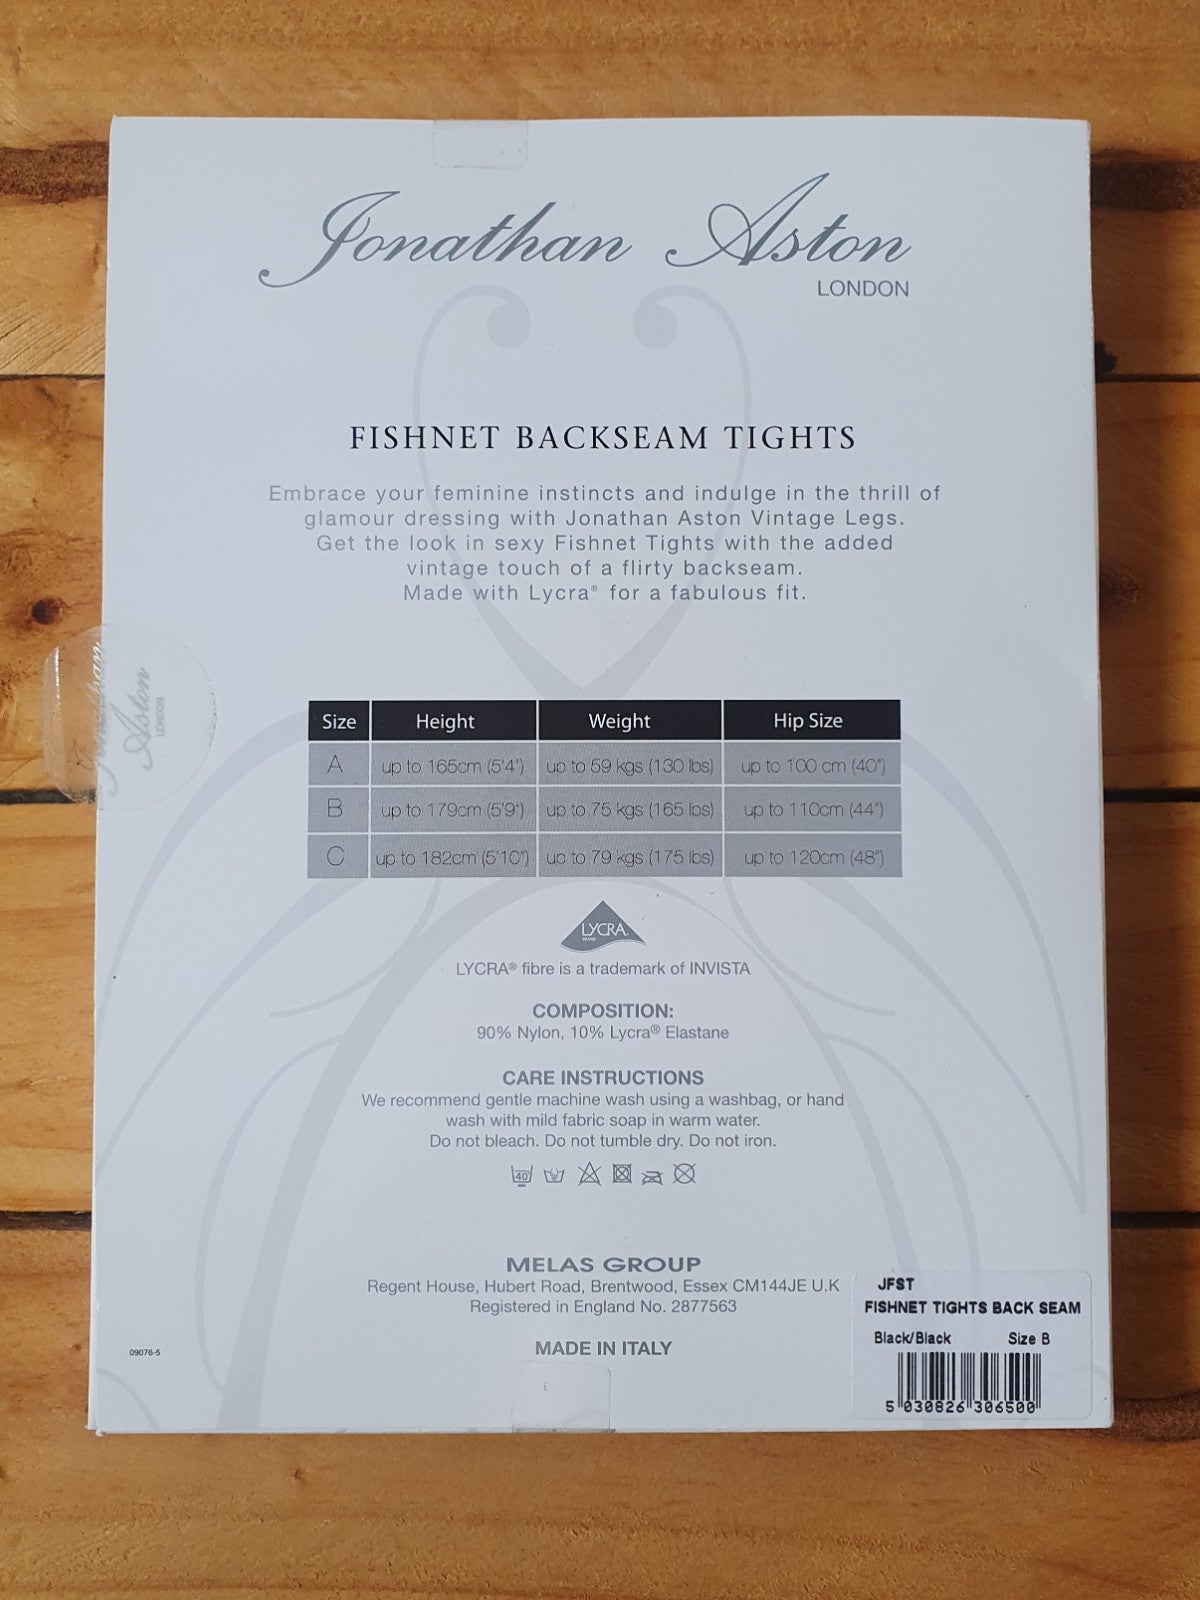 Jonathan Aston
LONDON
FISHNET BACKSEAM TIGHTS
Embrace your feminine instincts and indulge in the thrill of
glamour dressing with Jonathan Aston Vintage Legs.
Get the look in sexy Fishnet Tights with the added
vintage touch of a flirty backseam.
Made with Lycra® for a fabulous fit.
Jonathan
Aston
LONDON
Size Height Weight Hip Size
A up to 165cm (5'4") up to 59 kgs (130 lbs) up to 100 cm (40")
B up to 179cm (5'9") up to 75 kgs (165 lbs) up to 110cm (44")
C up to 182cm (5'10") up to 79 kgs (175 lbs) up to 120cm (48")
LYCRA
BRAND
LYCRA® fibre is a trademark of INVISTA
COMPOSITION:
90% Nylon, 10% Lycra® Elastane
CARE INSTRUCTIONS
We recommend gentle machine wash using a washbag, or hand
wash with mild fabric soap in warm water.
Do not bleach. Do not tumble dry. Do not iron.
40°
MELAS GROUP
Regent House, Hubert Road, Brentwood, Essex CM144JE U.K
Registered in England No. 2877563
MADE IN ITALY
09076-5
JFST
FISHNET TIGHTS BACK SEAM
Black/Black Size B
5 030826 306500